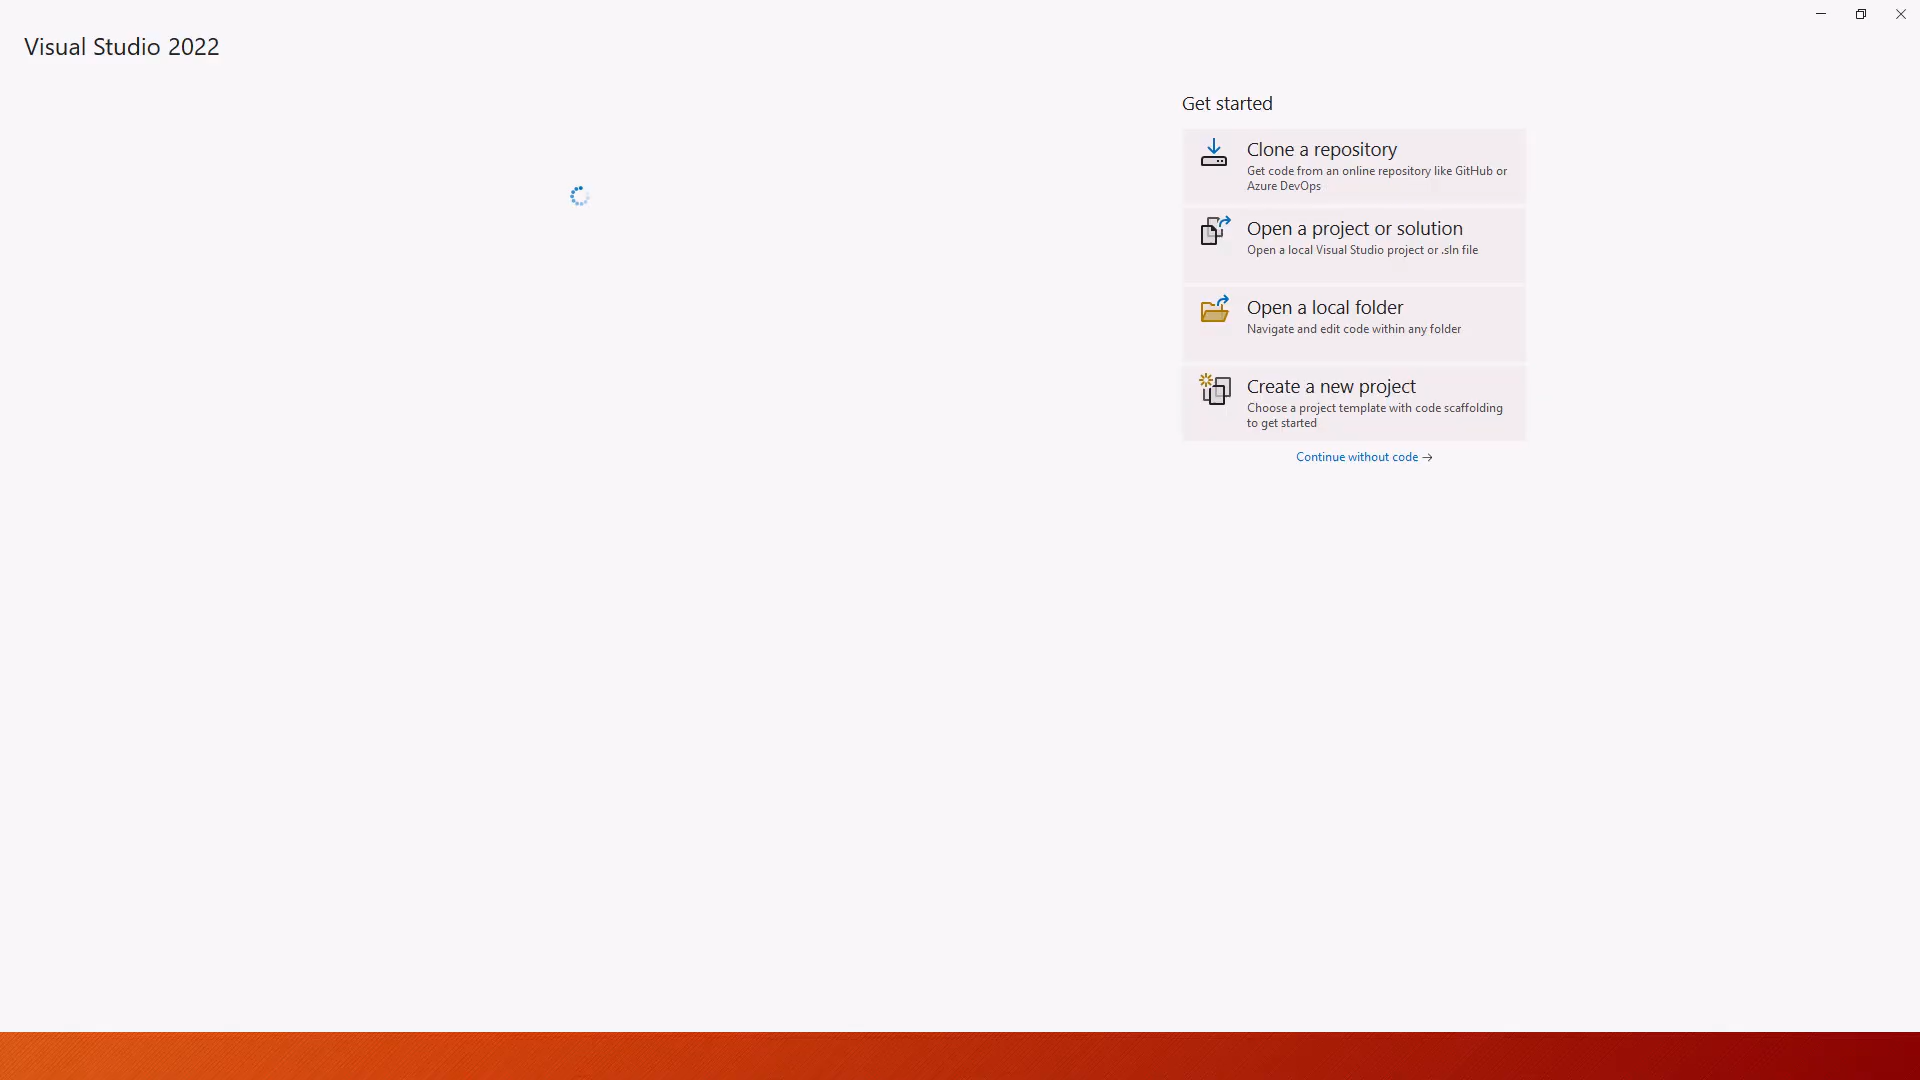 Visual Studio 2022
Get started
Clone a repository
Get code from an online repository like GitHub or
Azure DevOps
Open a project or solution
Open a local Visual Studio project or .sln file
Open a local folder
Navigate and edit code within any folder
Create a new project
Choose a project template with code scaffolding
to get started
Continue without code →